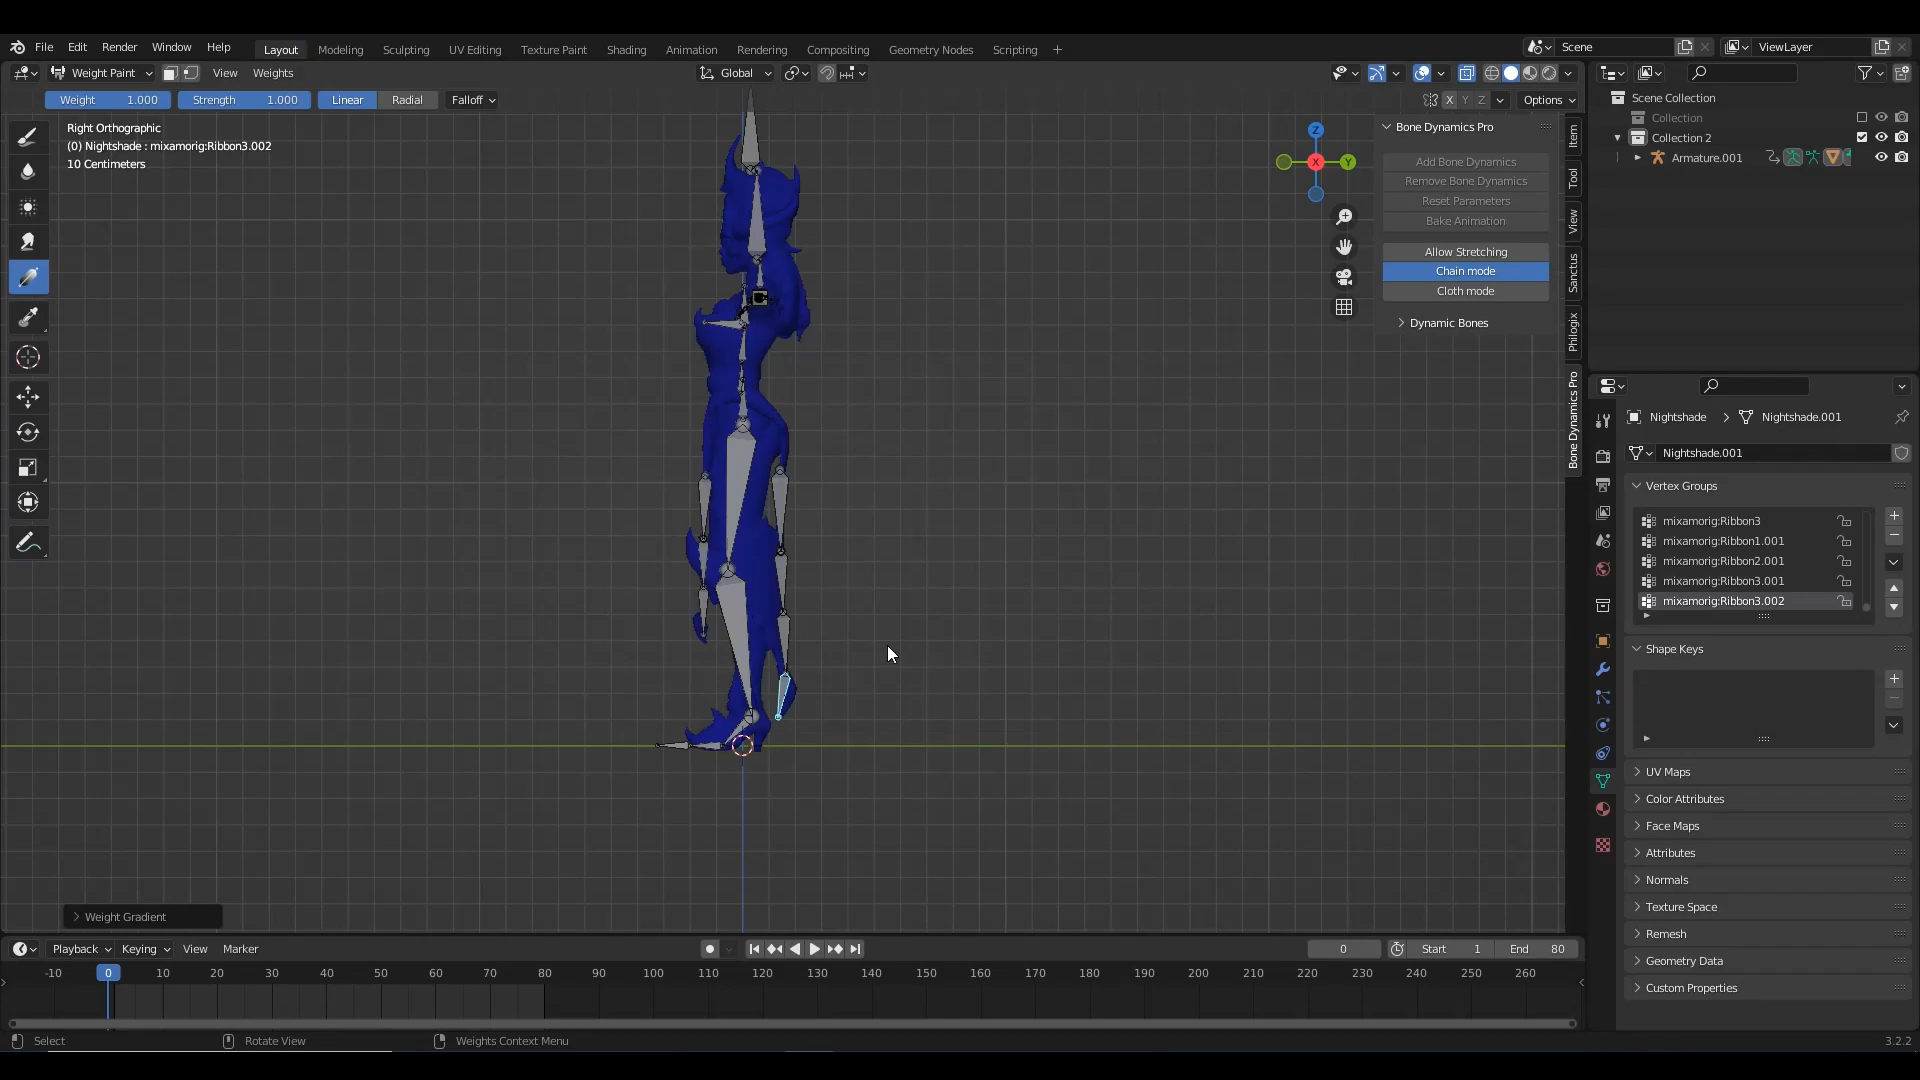 File Edit Render Window Help Layout Modeling Sculpting UV Editing Texture Paint Shading Animation Rendering Compositing Geometry Nodes Scripting + Scene ViewLayer
Weight Paint View Weights Global
Weight 1.000 Strength 1.000 Linear Radial Falloff X Y Z Options
Right Orthographic
(0) Nightshade : mixamorig:Ribbon3.002
10 Centimeters
Z
X
Y
Bone Dynamics Pro
Add Bone Dynamics
Remove Bone Dynamics
Reset Parameters
Bake Animation
Allow Stretching
Chain mode
Cloth mode
Dynamic Bones
Item
Tool
View
Sanctus
Philogix
Bone Dynamics Pro
Scene Collection
Collection
Collection 2
Armature.001
Nightshade > Nightshade.001
Nightshade.001
Vertex Groups
mixamorig:Ribbon3
mixamorig:Ribbon1.001
mixamorig:Ribbon2.001
mixamorig:Ribbon3.001
mixamorig:Ribbon3.002
Shape Keys
UV Maps
Color Attributes
Face Maps
Attributes
Normals
Texture Space
Remesh
Geometry Data
Custom Properties
Weight Gradient
Playback Keying View Marker 0 Start 1 End 80
-10 0 10 20 30 40 50 60 70 80 90 100 110 120 130 140 150 160 170 180 190 200 210 220 230 240 250 260
Select Rotate View Weights Context Menu 3.2.2